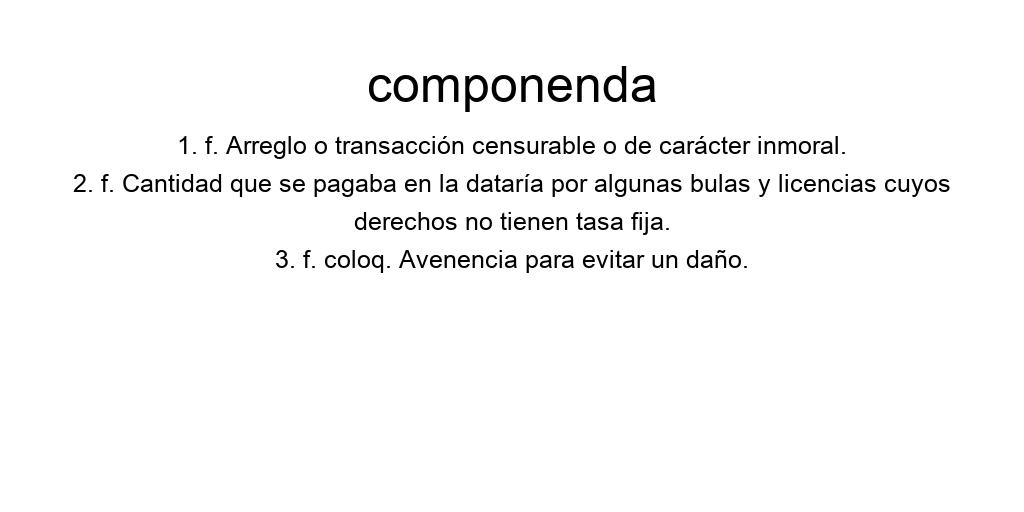 componenda
1. f. Arreglo o transacción censurable o de carácter inmoral.
2. f. Cantidad que se pagaba en la dataría por algunas bulas y licencias cuyos
derechos no tienen tasa fija.
3. f. coloq. Avenencia para evitar un daño.